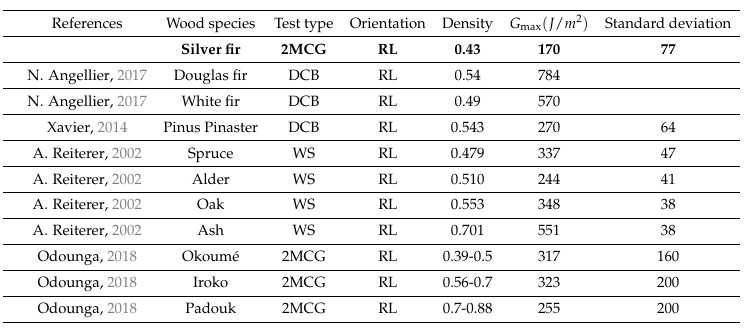 References Wood species Test type Orientation Density G_max(J/m²) Standard deviation
Silver fir 2MCG RL 0.43 170 77
N. Angellier, 2017 Douglas fir DCB RL 0.54 784
N. Angellier, 2017 White fir DCB RL 0.49 570
Xavier, 2014 Pinus Pinaster DCB RL 0.543 270 64
A. Reiterer, 2002 Spruce WS RL 0.479 337 47
A. Reiterer, 2002 Alder WS RL 0.510 244 41
A. Reiterer, 2002 Oak WS RL 0.553 348 38
A. Reiterer, 2002 Ash WS RL 0.701 551 38
Odounga, 2018 Okoumé 2MCG RL 0.39-0.5 317 160
Odounga, 2018 Iroko 2MCG RL 0.56-0.7 323 200
Odounga, 2018 Padouk 2MCG RL 0.7-0.88 255 200